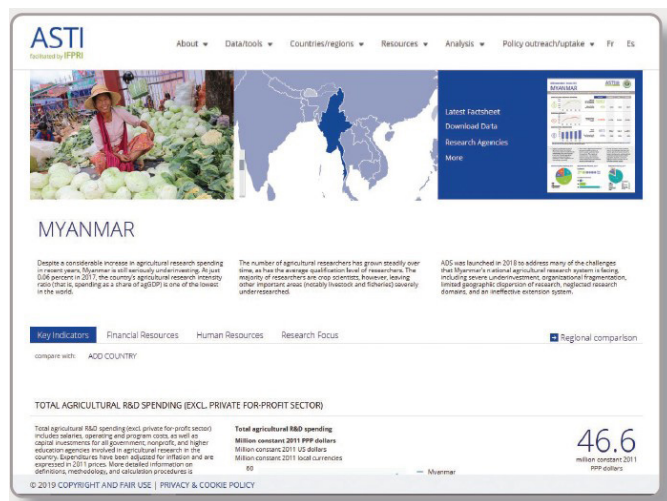 ASTI
facilitated by IFPRI
About Data/tools Countries/regions Resources Analysis Policy outreach/uptake Fr Es
Latest Factsheet
Download Data
Research Agencies
More
MYANMAR
MYANMAR
Despite a considerable increase in agricultural research spending
in recent years, Myanmar is still seriously underinvesting. At just
0.06 percent in 2017, the country's agricultural research intensity
ratio (that is, spending as a share of agGDP) is one of the lowest
in the world.
The number of agricultural researchers has grown steadily over
time, as has the average qualification level of researchers. The
majority of researchers are crop scientists, however, leaving
other important areas (notably livestock and fisheries) severely
underresearched.
ADS was launched in 2018 to address many of the challenges
that Myanmar's national agricultural research system is facing,
including severe underinvestment, organizational fragmentation,
limited geographic dispersion of research, neglected research
domains, and an ineffective extension system.
Key Indicators Financial Resources Human Resources Research Focus
Regional comparison
compare with: ADD COUNTRY
TOTAL AGRICULTURAL R&D SPENDING (EXCL. PRIVATE FOR-PROFIT SECTOR)
Total agricultural R&D spending (excl. private for-profit sector)
includes salaries, operating and program costs, as well as
capital investments for all government, nonprofit, and higher
education agencies involved in agricultural research in the
country. Expenditures have been adjusted for inflation and are
expressed in 2011 prices. More detailed information on
definitions, methodology, and calculation procedures is
Total agricultural R&D spending
Million constant 2011 PPP dollars
Million constant 2011 US dollars
Million constant 2011 local currencies
60
Myanmar
46.6
million constant 2011
PPP dollars
© 2019 COPYRIGHT AND FAIR USE | PRIVACY & COOKIE POLICY